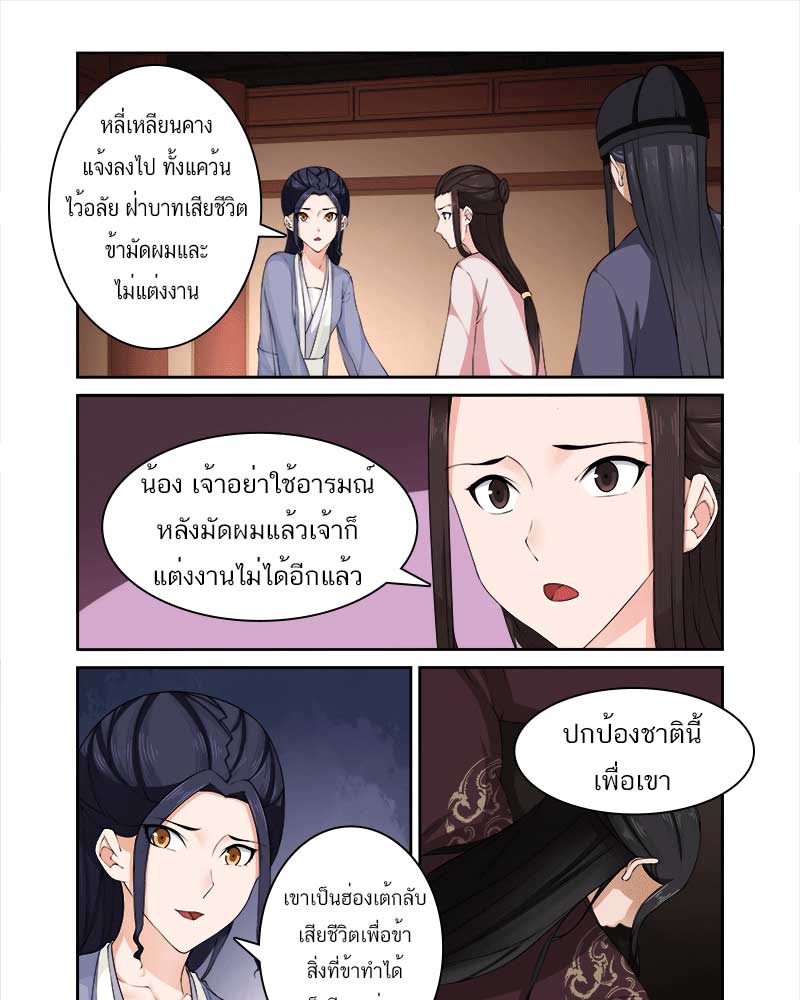 หลี่เหลียนคาง
แจ้งลงไป ทั้งแคว้น
ไว้อลัย ฝ่าบาทเสียชีวิต
ข้ามัดผมและ
ไม่แต่งงาน
น้อง เจ้าอย่าใช้อารมณ์
หลังมัดผมแล้วเจ้าก็
แต่งงานไม่ได้อีกแล้ว
ปกป้องชาตินี้
เพื่อเขา
เขาเป็นฮ่องเต้กลับ
เสียชีวิตเพื่อข้า
สิ่งที่ข้าทำได้